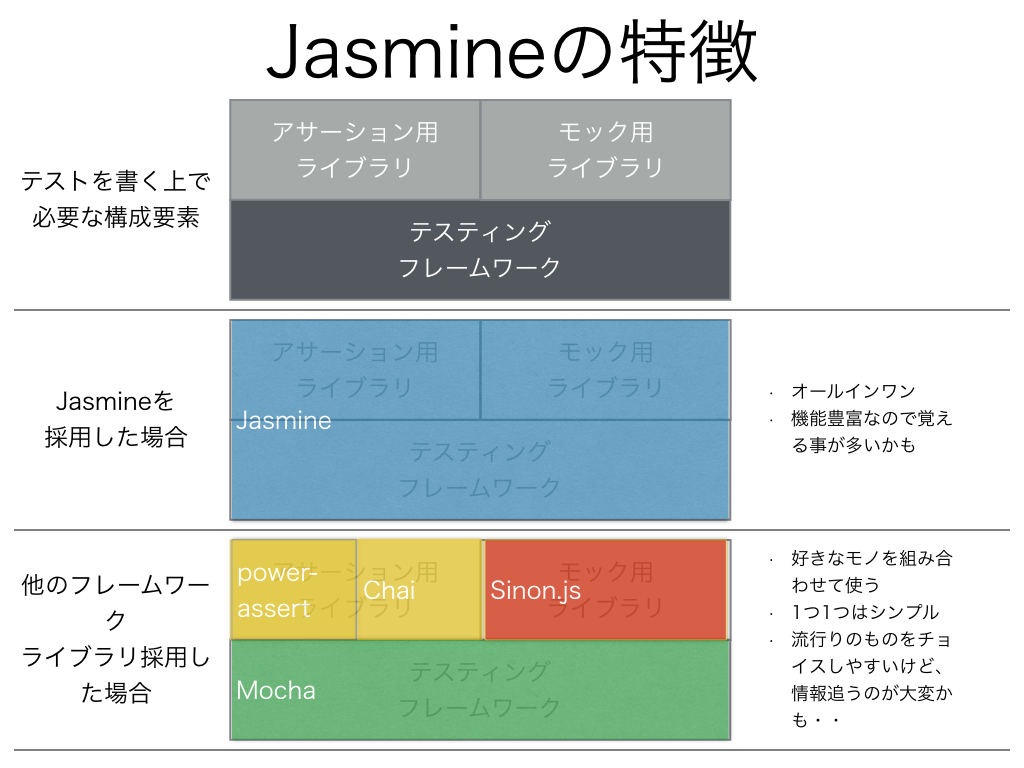 Jasmineの特徴
テストを書く上で
必要な構成要素
アサーション用
ライブラリ
モック用
ライブラリ
テスティング
フレームワーク
Jasmineを
採用した場合
アサーション用
ライブラリ
モック用
ライブラリ
Jasmine
テスティング
フレームワーク
・ オールインワン
・ 機能豊富なので覚え
る事が多いかも
他のフレームワー
ク
ライブラリ採用し
た場合
アサーション用
ライブラリ
power-
assert
Chai
モック用
ライブラリ
Sinon.js
テスティング
フレームワーク
Mocha
・ 好きなモノを組み合
わせて使う
・ 1つ1つはシンプル
・ 流行りのものをチョ
イスしやすいけど、
情報追うのが大変か
も・・